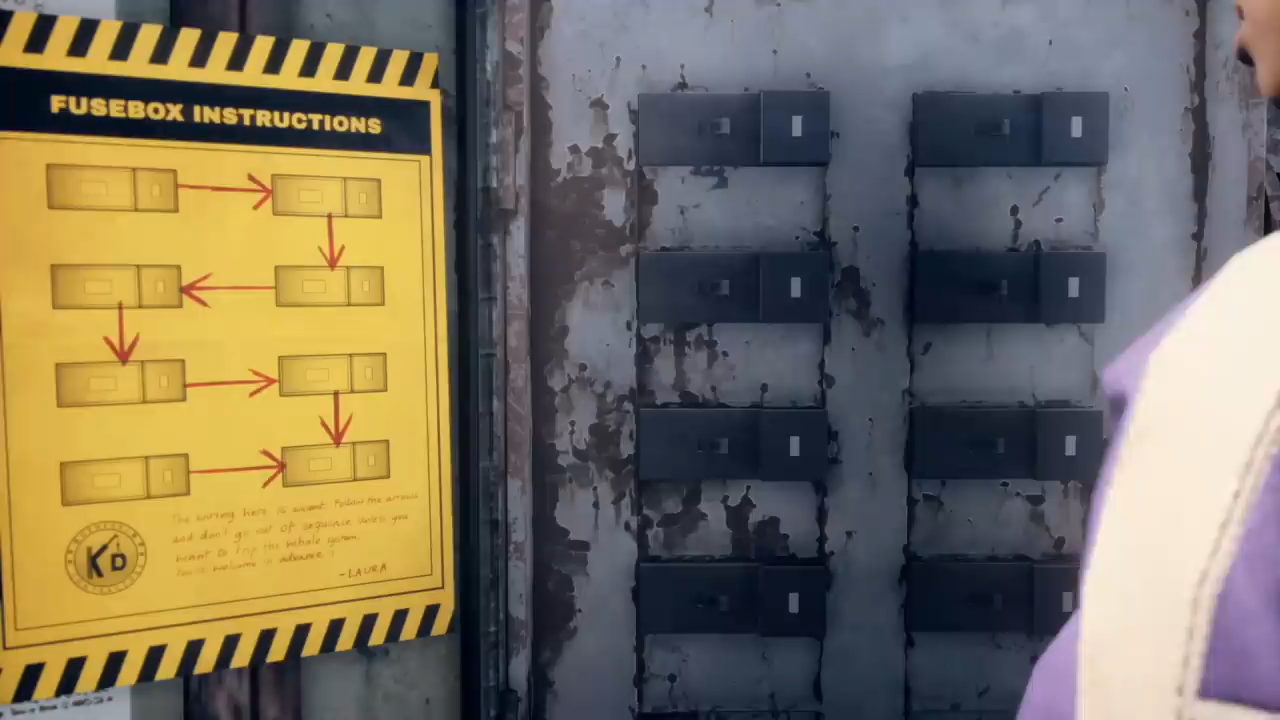 FUSEBOX INSTRUCTIONS
The wiring here is ancient. Follow the arrows
and don't go out of sequence unless you
want to trip the whole system.
You're welcome in advance!
-LAURA
KD